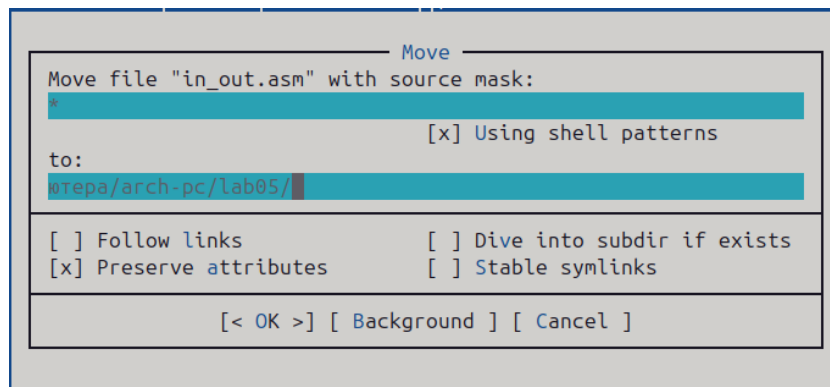 Move
Move file "in_out.asm" with source mask:
*
[x] Using shell patterns
to:
ютера/arch-pc/lab05/
[ ] Follow links [ ] Dive into subdir if exists
[x] Preserve attributes [ ] Stable symlinks
[< OK >] [ Background ] [ Cancel ]